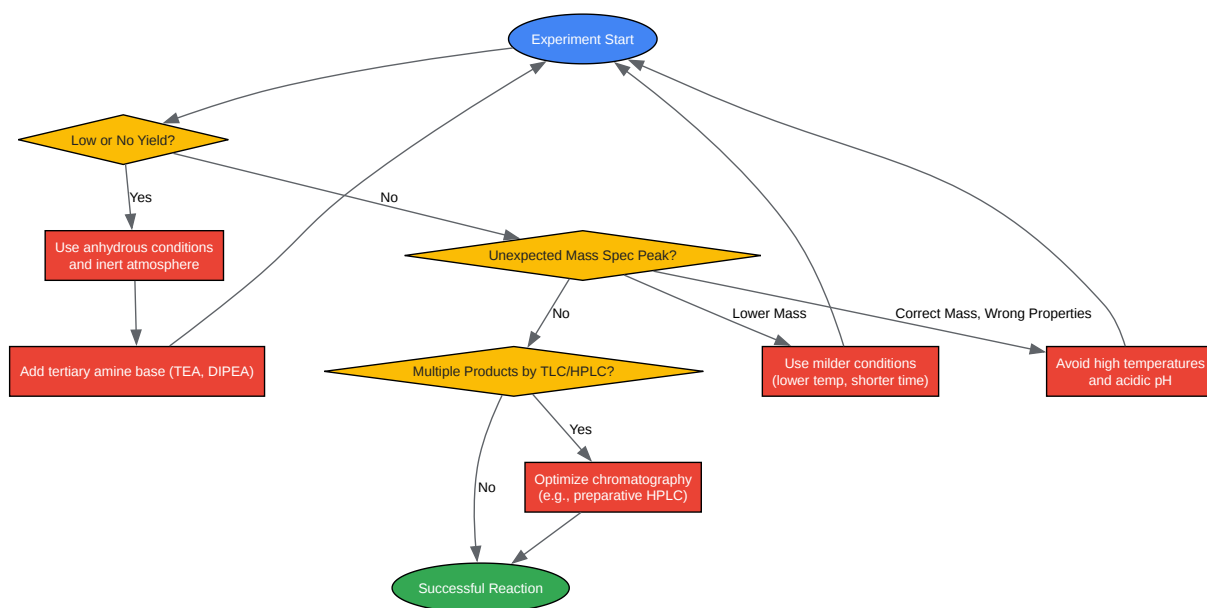 Experiment Start
Low or No Yield?
Yes
No
Use anhydrous conditions
and inert atmosphere
Unexpected Mass Spec Peak?
No
Lower Mass
Correct Mass, Wrong Properties
Add tertiary amine base (TEA, DIPEA)
Multiple Products by TLC/HPLC?
Use milder conditions
(lower temp, shorter time)
Avoid high temperatures
and acidic pH
Yes
No
Optimize chromatography
(e.g., preparative HPLC)
Successful Reaction